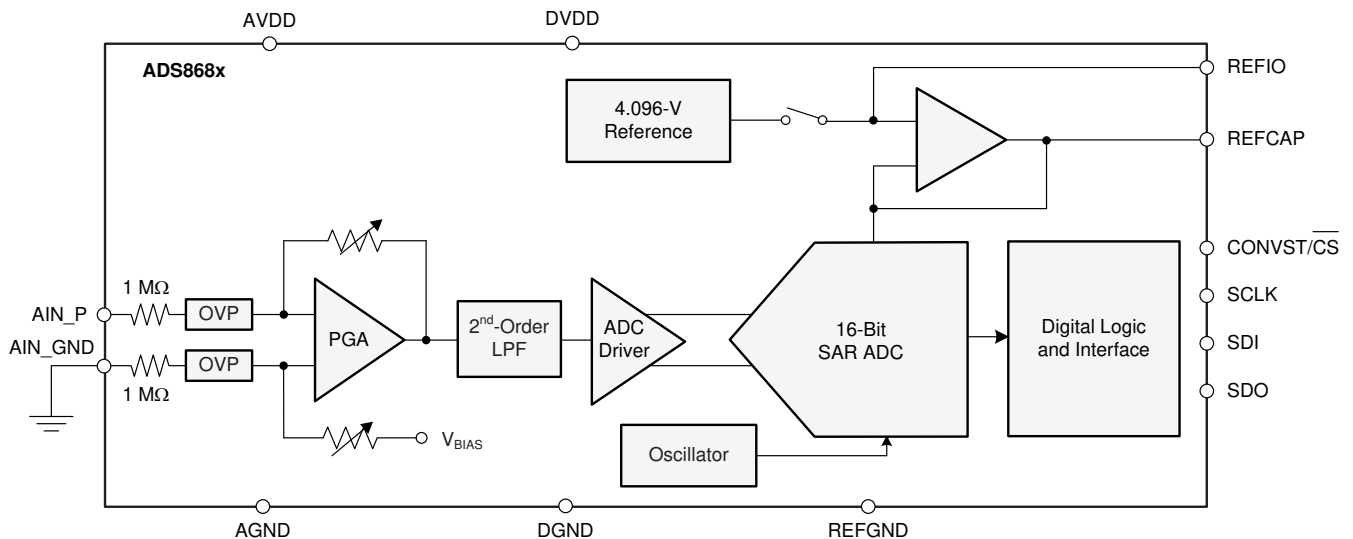 AVDD
DVDD
ADS868x
REFIO
4.096-V
Reference
REFCAP
CONVST/CS
1 MΩ
SCLK
AIN_P
OVP
2nd-Order
LPF
ADC
Driver
16-Bit
SAR ADC
Digital Logic
and Interface
PGA
SDI
AIN_GND
OVP
1 MΩ
SDO
VBIAS
Oscillator
AGND
DGND
REFGND